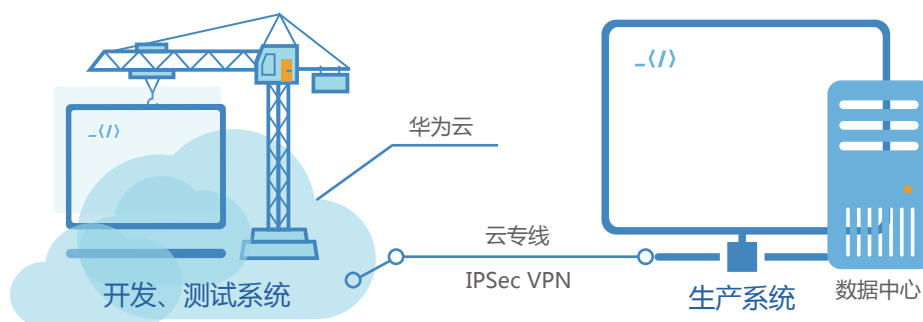 _</>
_</>
华为云
云专线
IPSec VPN
开发、测试系统
生产系统
数据中心